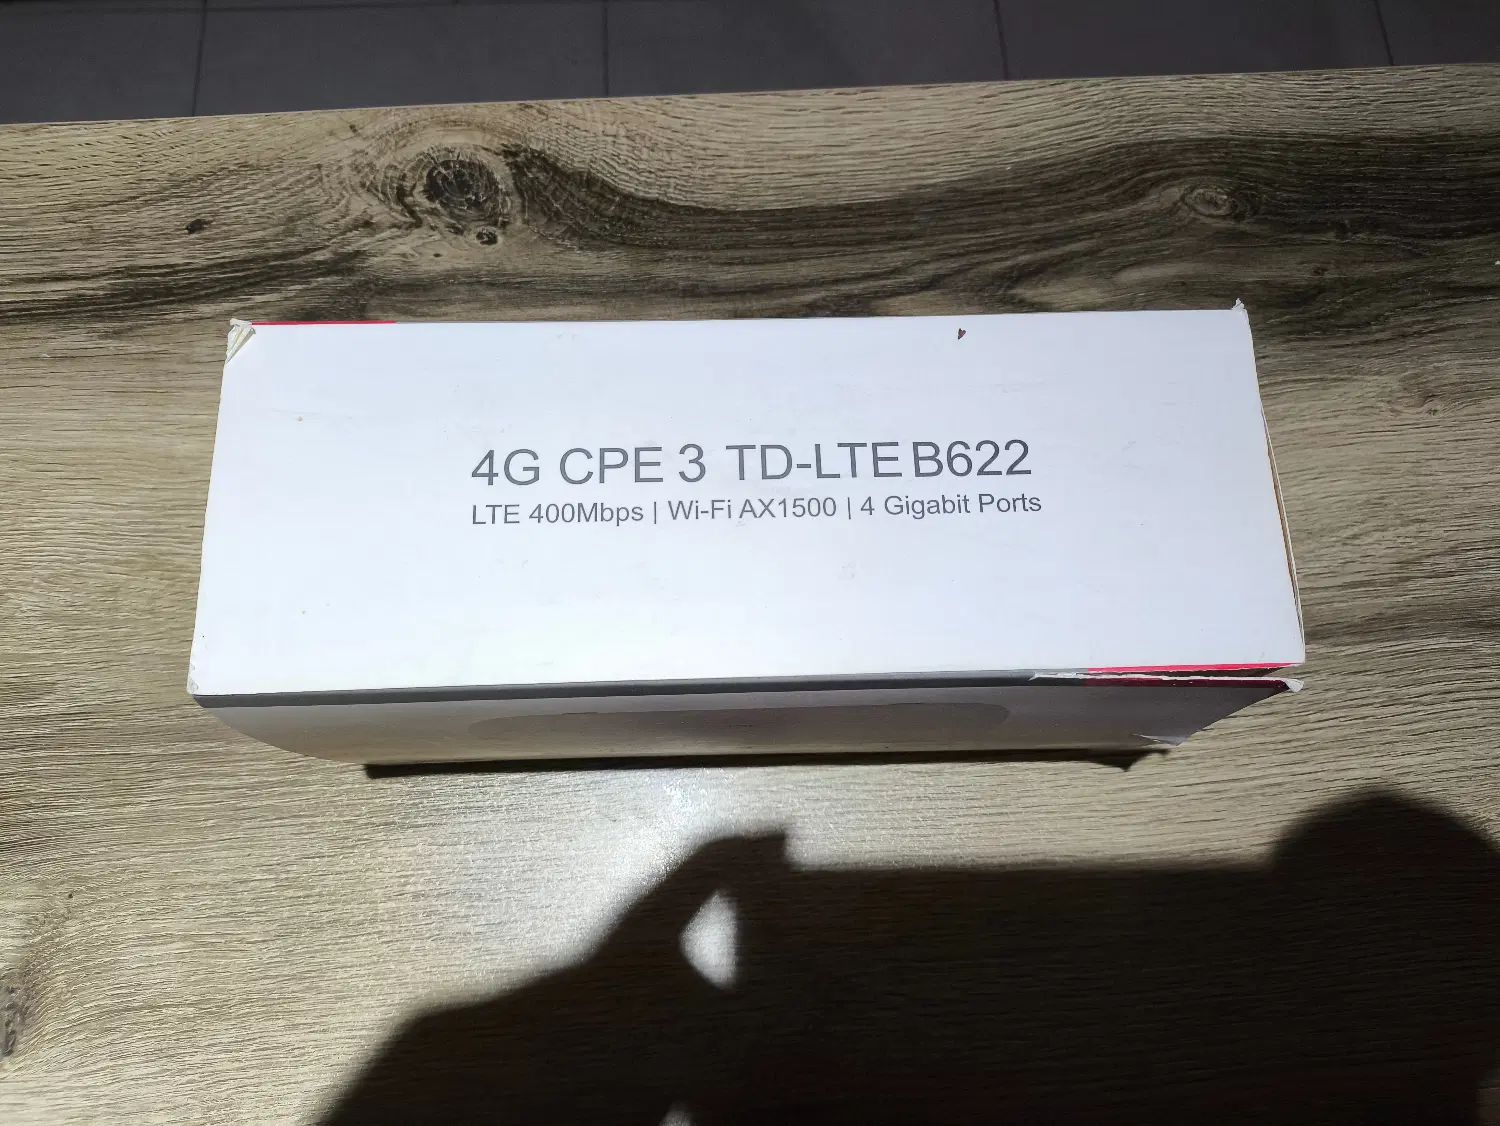 4G CPE 3 TD-LTE B622
LTE 400Mbps | Wi-Fi AX1500 | 4 Gigabit Ports